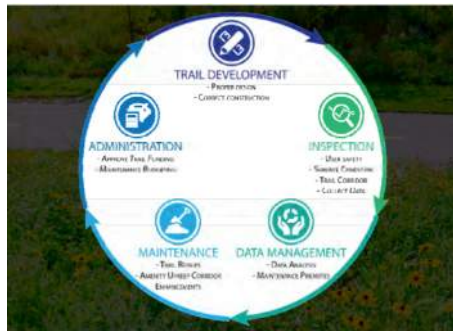 TRAIL DEVELOPMENT
- PROPER DESIGN
- CORRECT CONSTRUCTION
INSPECTION
- USER SAFETY
- SURFACE CONDITION
- TRAIL CORRIDOR
- COLLECT DATA
DATA MANAGEMENT
- DATA ANALYSIS
- MAINTENANCE PRIORITIES
MAINTENANCE
- TRAIL REPAIRS
- AMENITY UPKEEP CORRIDOR
ENHANCEMENTS
ADMINISTRATION
- APPROVE TRAIL FUNDING
- MAINTENANCE BUDGETING